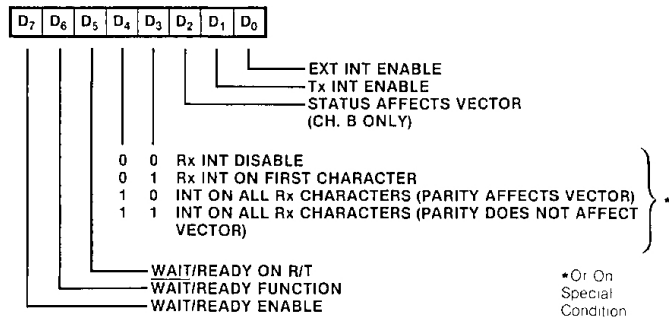 D7 D6 D5 D4 D3 D2 D1 D0
EXT INT ENABLE
Tx INT ENABLE
STATUS AFFECTS VECTOR
(CH. B ONLY)
0 0 Rx INT DISABLE
0 1 Rx INT ON FIRST CHARACTER
1 0 INT ON ALL Rx CHARACTERS (PARITY AFFECTS VECTOR)
1 1 INT ON ALL Rx CHARACTERS (PARITY DOES NOT AFFECT
VECTOR)
*
WAIT/READY ON R/T
WAIT/READY FUNCTION
WAIT/READY ENABLE
*Or On
Special
Condition